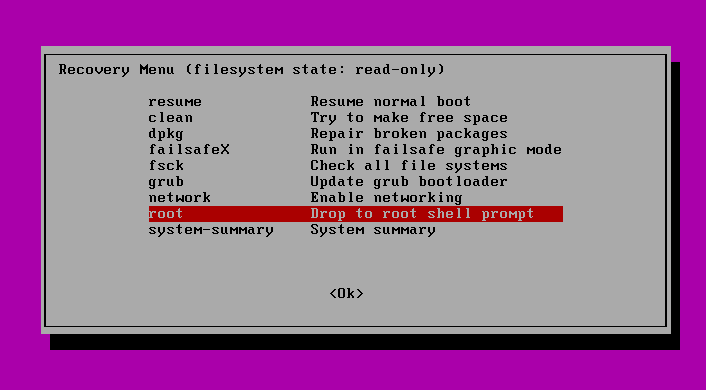 Recovery Menu (filesystem state: read-only)
resume Resume normal boot
clean Try to make free space
dpkg Repair broken packages
failsafeX Run in failsafe graphic mode
fsck Check all file systems
grub Update grub bootloader
network Enable networking
root Drop to root shell prompt
system-summary System summary
<Ok>